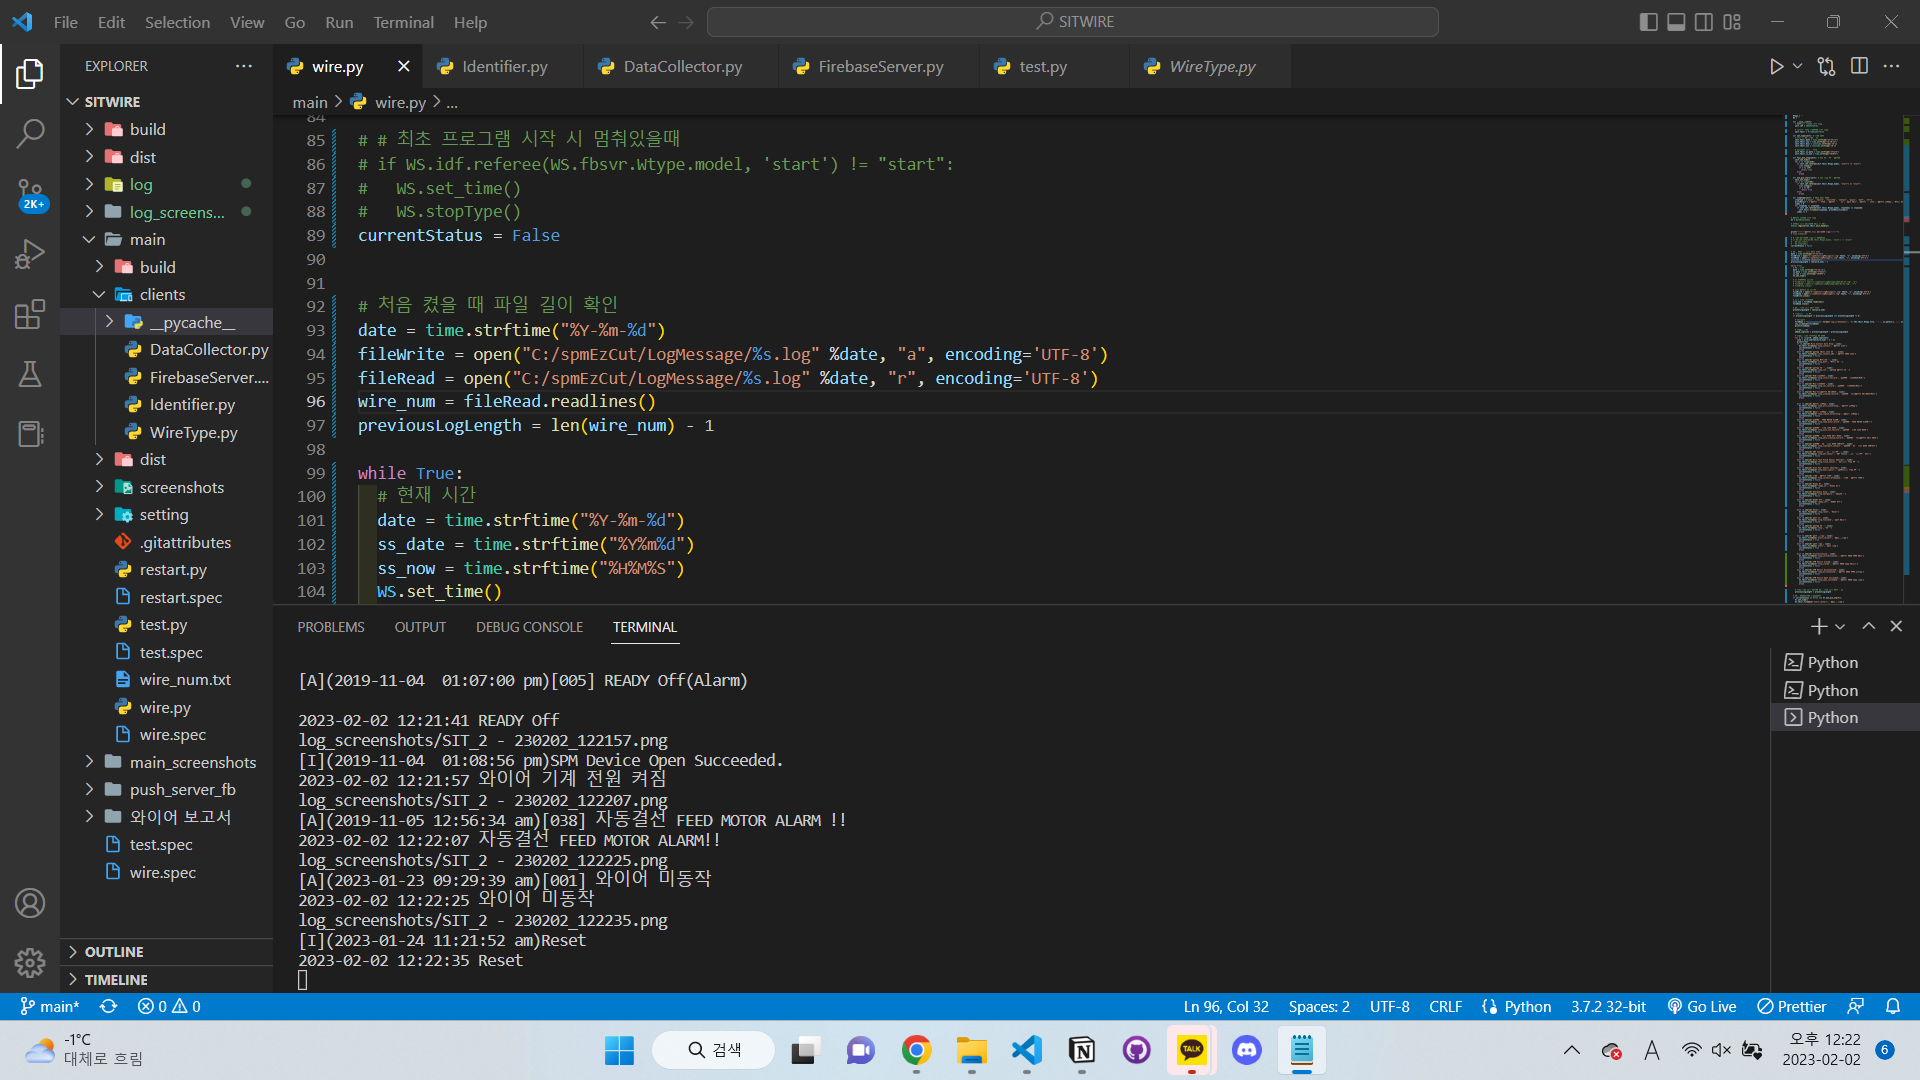 File Edit Selection View Go Run Terminal Help
SITWIRE
EXPLORER
wire.py
Identifier.py
DataCollector.py
FirebaseServer.py
test.py
WireType.py
main > wire.py > ...
SITWIRE
build
dist
log
log_screens...
main
build
clients
__pycache__
DataCollector.py
FirebaseServer....
Identifier.py
WireType.py
dist
screenshots
setting
.gitattributes
restart.py
restart.spec
test.py
test.spec
wire_num.txt
wire.py
wire.spec
main_screenshots
push_server_fb
와이어 보고서
test.spec
wire.spec
OUTLINE
TIMELINE
2K+
84
85 # # 최초 프로그램 시작 시 멈춰있을때
86 # if WS.idf.referee(WS.fbsvr.Wtype.model, 'start') != "start":
87 #   WS.set_time()
88 #   WS.stopType()
89 currentStatus = False
90
91
92 # 처음 켰을 때 파일 길이 확인
93 date = time.strftime("%Y-%m-%d")
94 fileWrite = open("C:/spmEzCut/LogMessage/%s.log" %date, "a", encoding='UTF-8')
95 fileRead = open("C:/spmEzCut/LogMessage/%s.log" %date, "r", encoding='UTF-8')
96 wire_num = fileRead.readlines()
97 previousLogLength = len(wire_num) - 1
98
99 while True:
100   # 현재 시간
101   date = time.strftime("%Y-%m-%d")
102   ss_date = time.strftime("%Y%m%d")
103   ss_now = time.strftime("%H%M%S")
104   WS.set_time()
PROBLEMS OUTPUT DEBUG CONSOLE TERMINAL
[A](2019-11-04  01:07:00 pm)[005] READY Off(Alarm)
2023-02-02 12:21:41 READY Off
log_screenshots/SIT_2 - 230202_122157.png
[I](2019-11-04  01:08:56 pm)SPM Device Open Succeeded.
2023-02-02 12:21:57 와이어 기계 전원 켜짐
log_screenshots/SIT_2 - 230202_122207.png
[A](2019-11-05 12:56:34 am)[038] 자동결선 FEED MOTOR ALARM !!
2023-02-02 12:22:07 자동결선 FEED MOTOR ALARM!!
log_screenshots/SIT_2 - 230202_122225.png
[A](2023-01-23 09:29:39 am)[001] 와이어 미동작
2023-02-02 12:22:25 와이어 미동작
log_screenshots/SIT_2 - 230202_122235.png
[I](2023-01-24 11:21:52 am)Reset
2023-02-02 12:22:35 Reset
Python
Python
Python
main* 0 0 Ln 96, Col 32 Spaces: 2 UTF-8 CRLF Python 3.7.2 32-bit Go Live Prettier
-1°C
대체로 흐림
검색
TALK
A
오후 12:22
2023-02-02
6